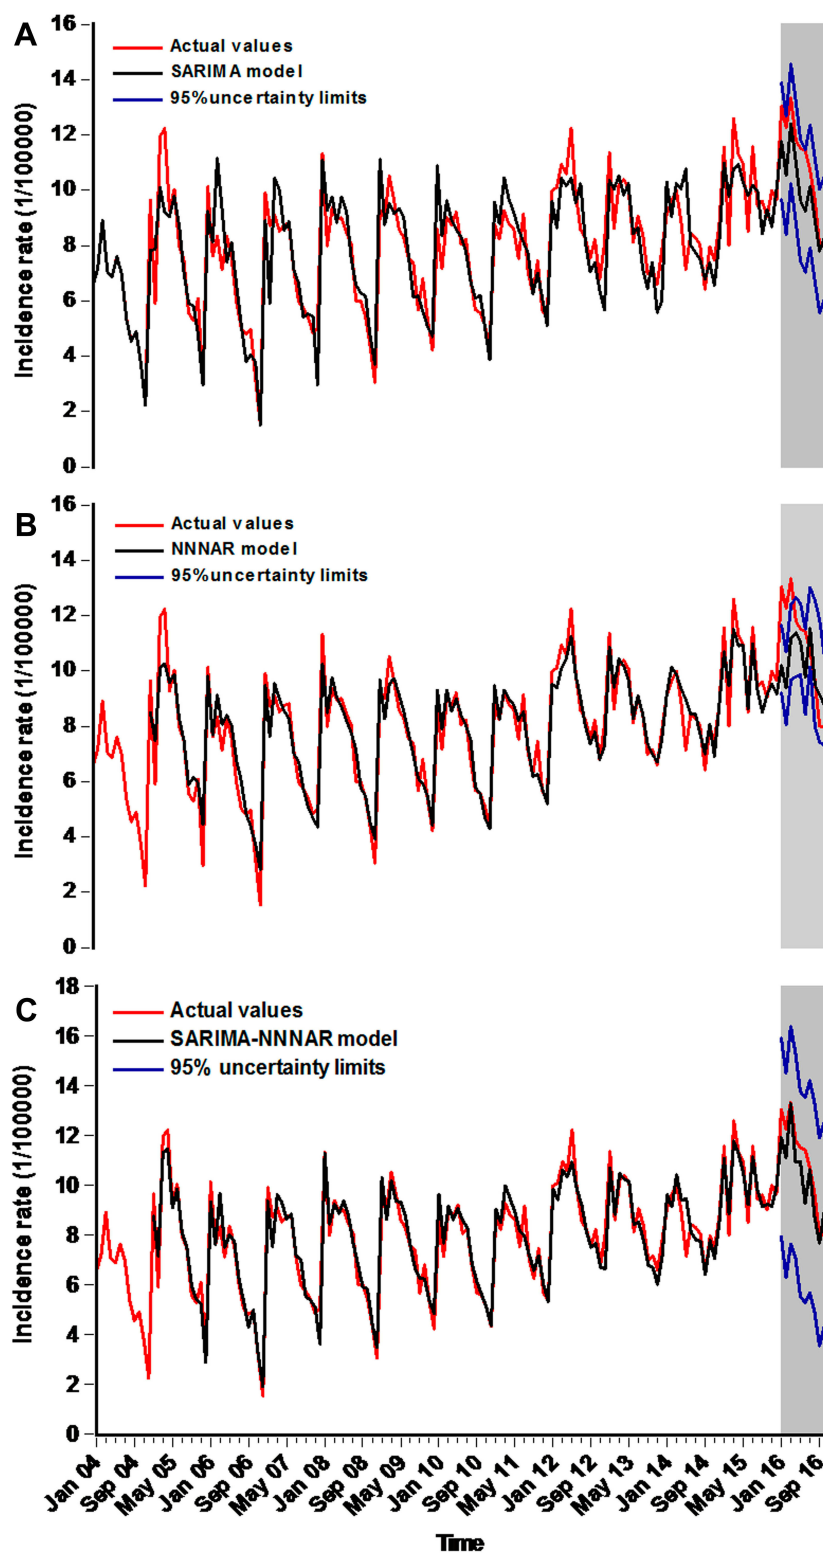 A
16
14
12
10
8
6
4
2
0
Incidence rate (1/100000)
Actual values
SARIMA model
95%uncertainty limits
B
16
14
12
10
8
6
4
2
0
Incidence rate (1/100000)
Actual values
NNNAR model
95%uncertainty limits
C
18
16
14
12
10
8
6
4
2
0
Incidence rate (1/100000)
Actual values
SARIMA-NNNAR model
95% uncertainty limits
Jan 04
Sep 04
May 05
Jan 06
Sep 06
May 07
Jan 08
Sep 08
May 09
Jan 10
Sep 10
May 11
Jan 12
Sep 12
May 13
Jan 14
Sep 14
May 15
Jan 16
Sep 16
Time